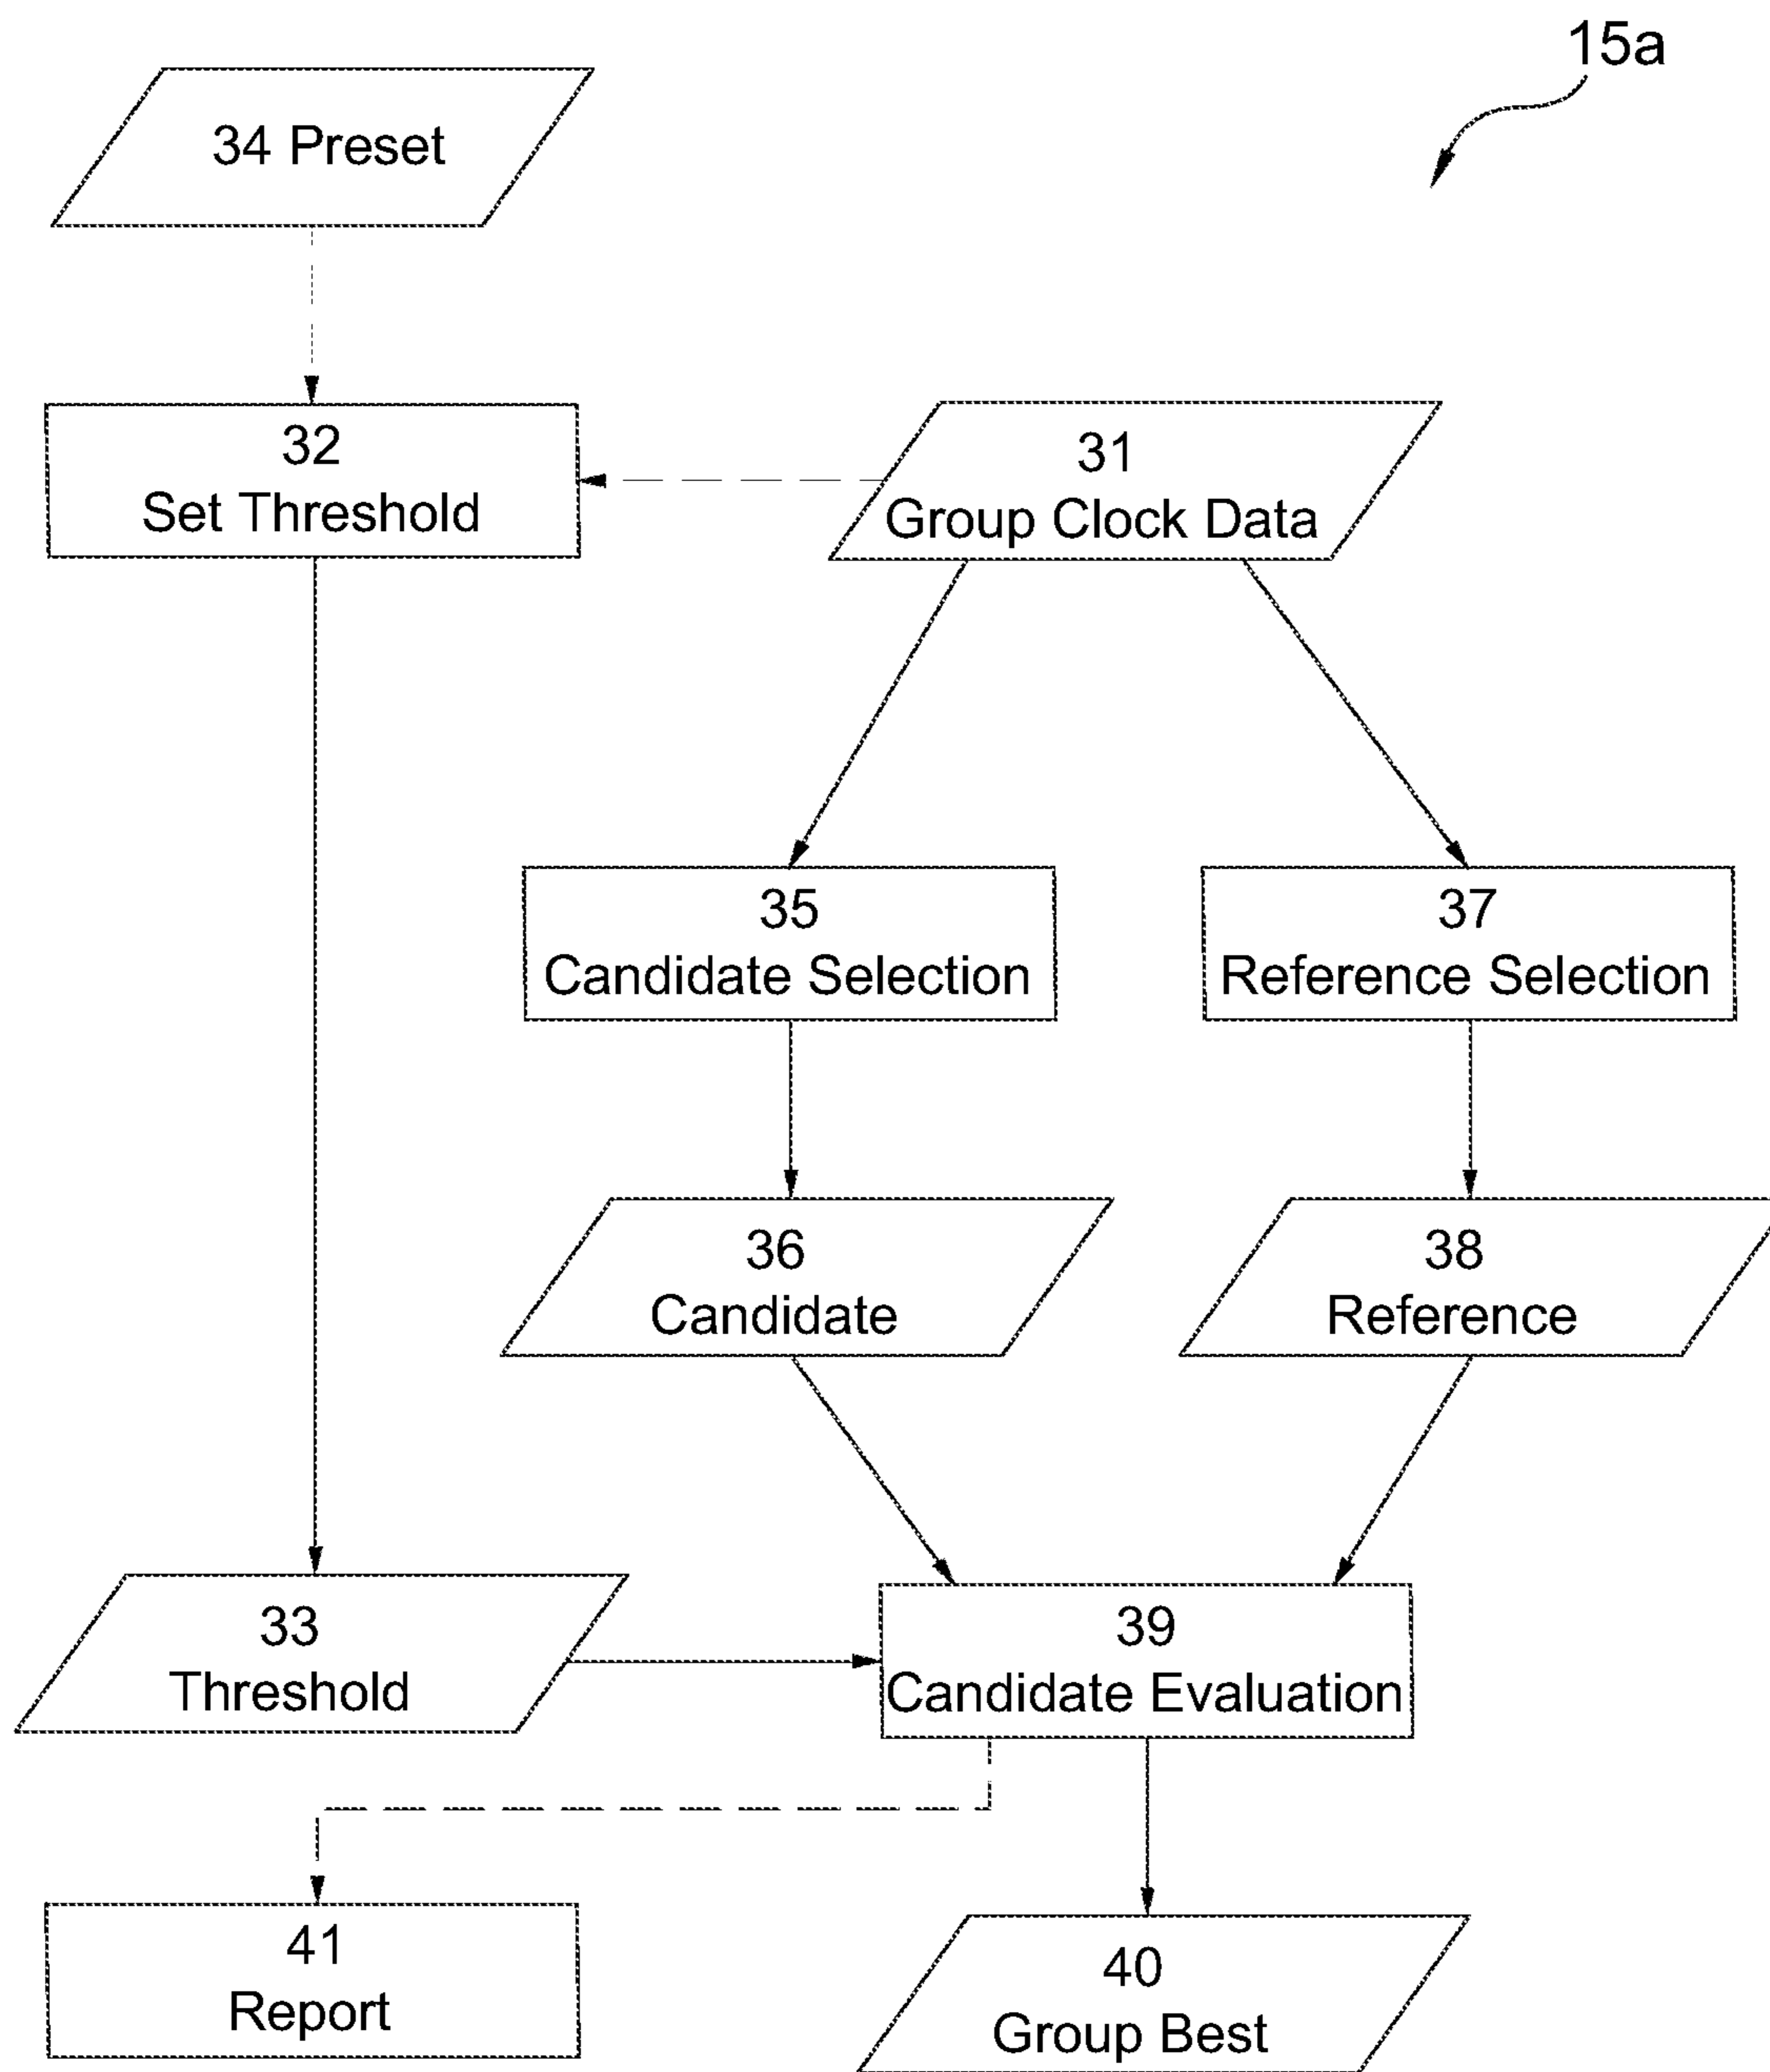 15a
34 Preset
32
Set Threshold
31
Group Clock Data
35
Candidate Selection
37
Reference Selection
36
Candidate
38
Reference
33
Threshold
39
Candidate Evaluation
41
Report
40
Group Best